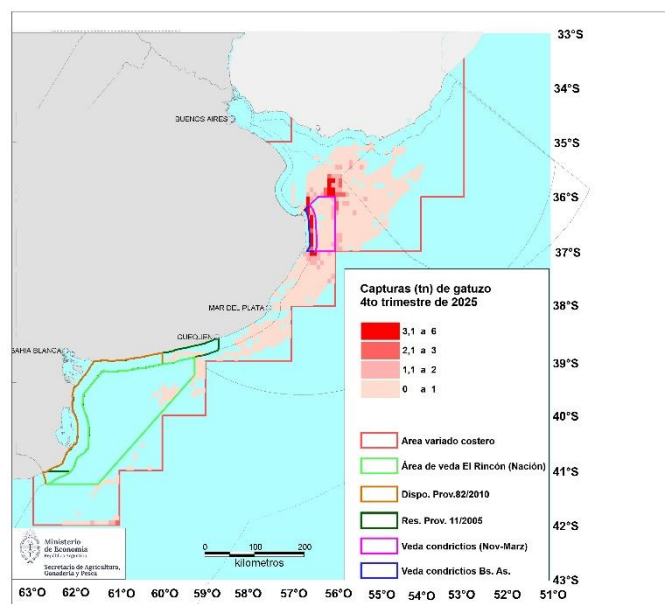 33°S
34°S
BUENOS AIRES
35°S
36°S
37°S
Capturas (tn) de gatuzo
4to trimestre de 2025
MAR DEL PLATA
38°S
3,1 a 6
QUEQUEN
2,1 a 3
BAHIA BLANCA
39°S
1,1 a 2
0 a 1
40°S
Area variado costero
Área de veda El Rincón (Nación)
41°S
Dispo. Prov.82/2010
Res. Prov. 11/2005
42°S
Ministerio
de Economía
República Argentina
Secretaría de Agricultura,
Ganadería y Pesca
0 100 200
kilometros
Veda condrictios (Nov-Marz)
Veda condrictios Bs. As.
43°S
63°O 62°O 61°O 60°O 59°O 58°O 57°O 56°O 55°O 54°O 53°O 52°O 51°O